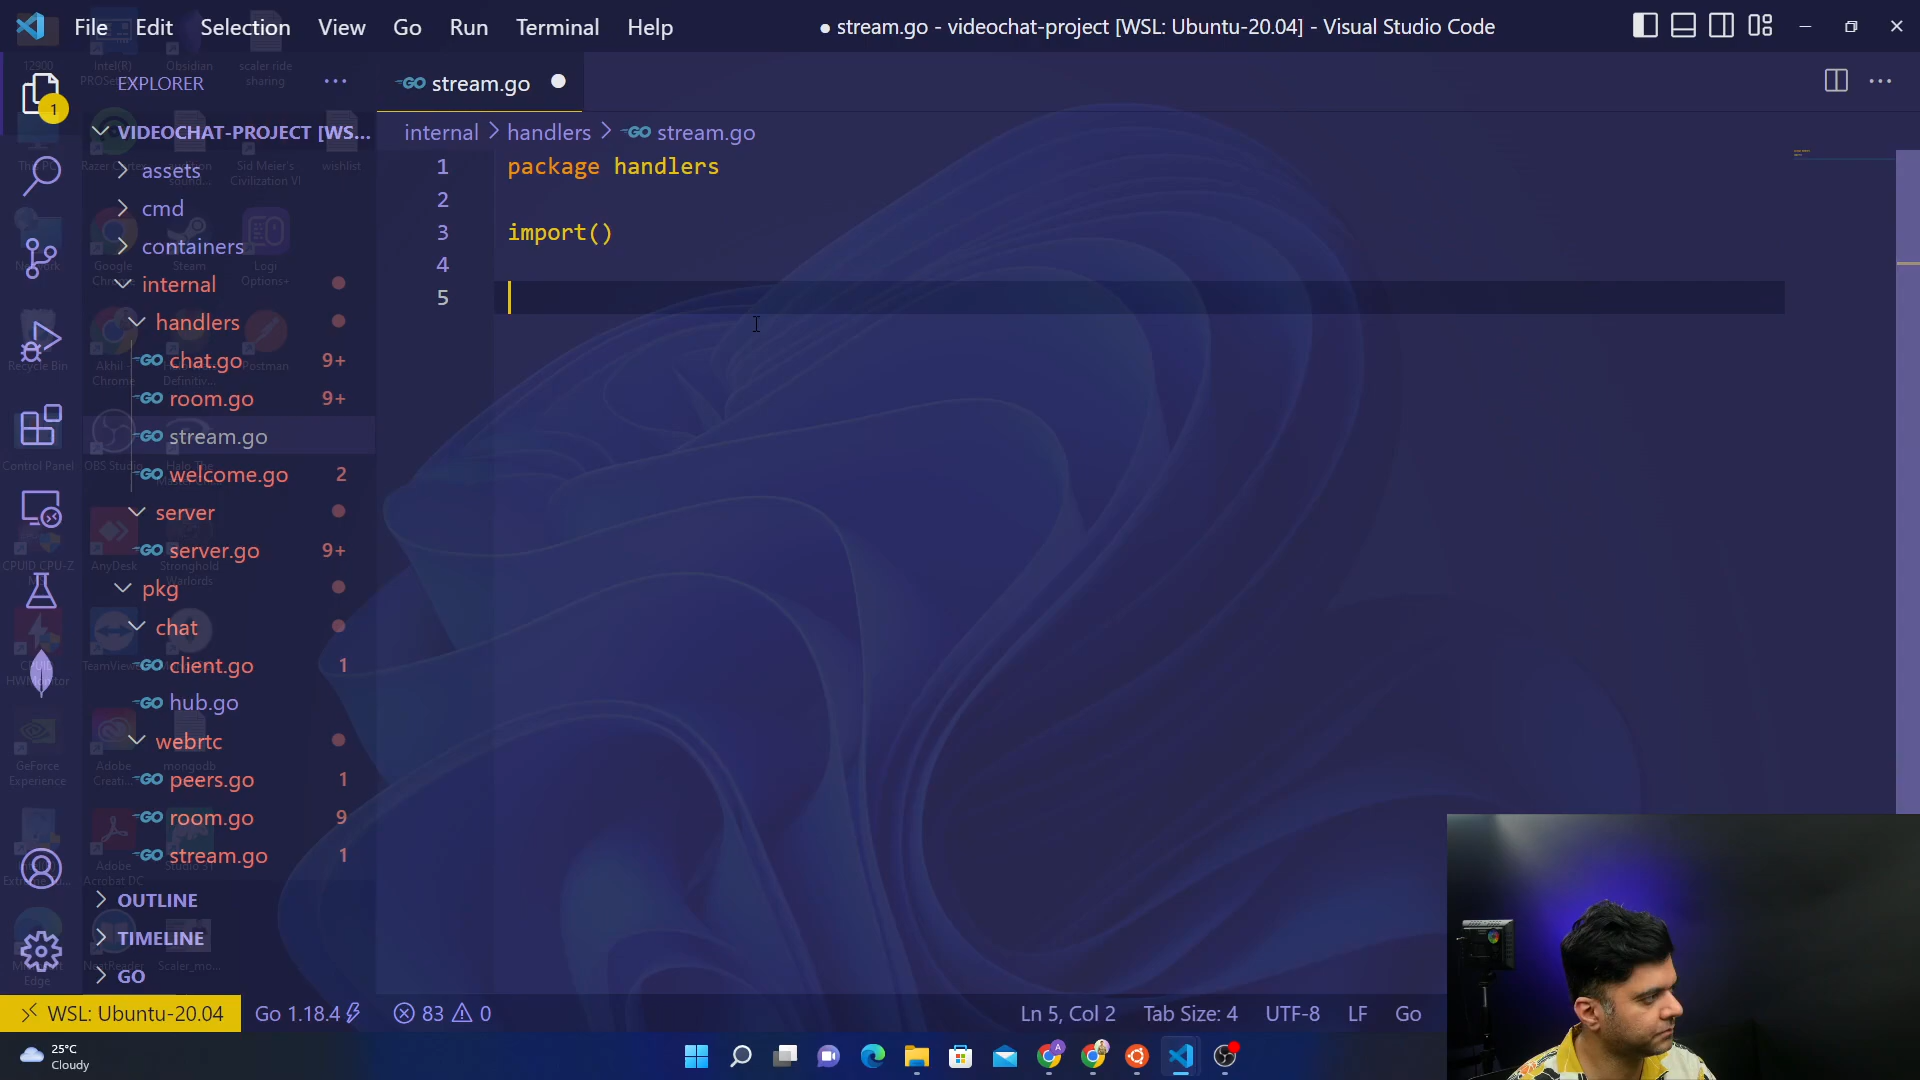 File Edit Selection View Go Run Terminal Help
● stream.go - videochat-project [WSL: Ubuntu-20.04] - Visual Studio Code
EXPLORER
stream.go
1
VIDEOCHAT-PROJECT [WS...
assets
cmd
containers
internal
handlers
chat.go 9+
room.go 9+
stream.go
welcome.go 2
server
server.go 9+
pkg
chat
client.go 1
hub.go
webrtc
peers.go 1
room.go 9
stream.go 1
OUTLINE
TIMELINE
GO
internal > handlers > GO stream.go
1 package handlers
2
3 import()
4
5
WSL: Ubuntu-20.04 Go 1.18.4 83 0
Ln 5, Col 2 Tab Size: 4 UTF-8 LF Go
25°C
Cloudy